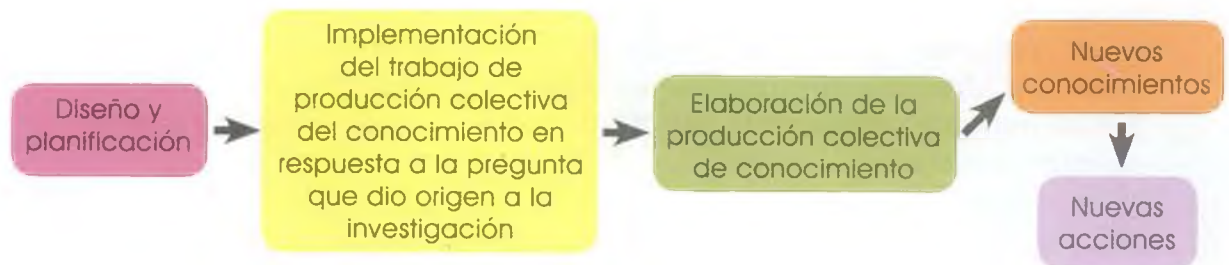 Diseño y
planificación
Implementación
del trabajo de
producción colectiva
del conocimiento en
respuesta a la pregunta
que dio origen a la
investigación
Elaboración de la
producción colectiva
de conocimiento
Nuevos
conocimientos
Nuevas
acciones